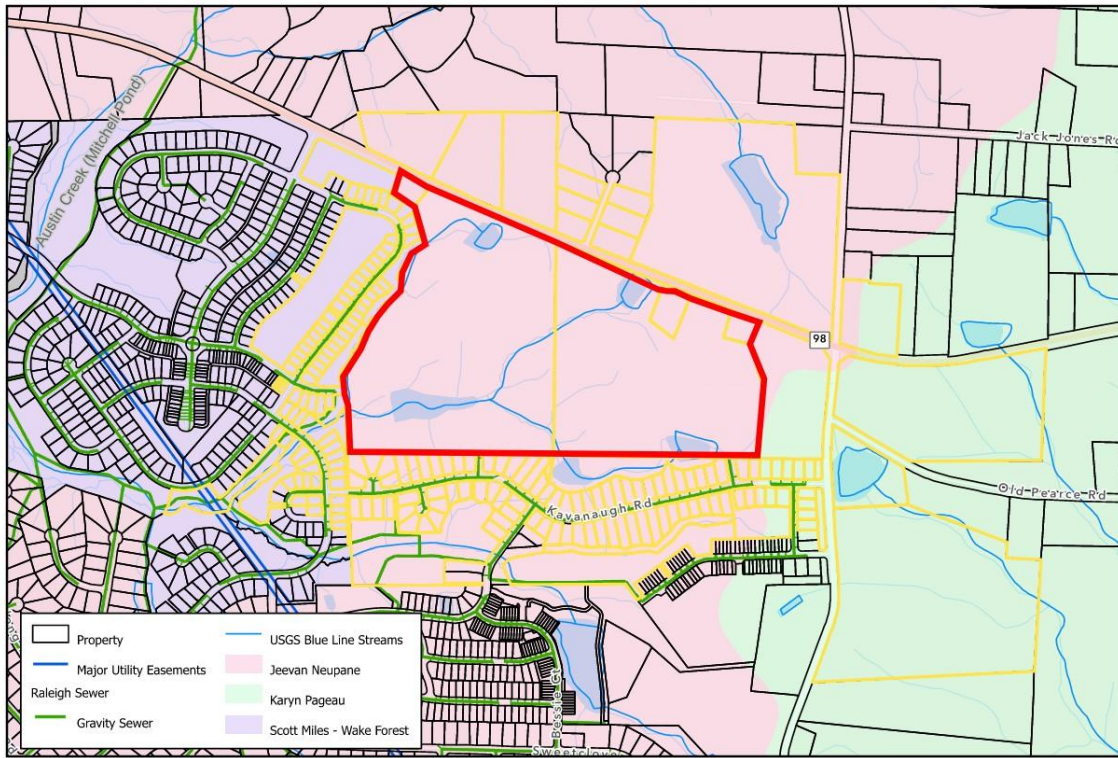 Austin Creek (Mitchell Pond)
Jack Jones Rd
98
Old Pearce Rd
Kavanaugh Rd
Bessie Ct
Property
Major Utility Easements
Raleigh Sewer
Gravity Sewer
USGS Blue Line Streams
Jeevan Neupane
Karyn Pageau
Scott Miles - Wake Forest